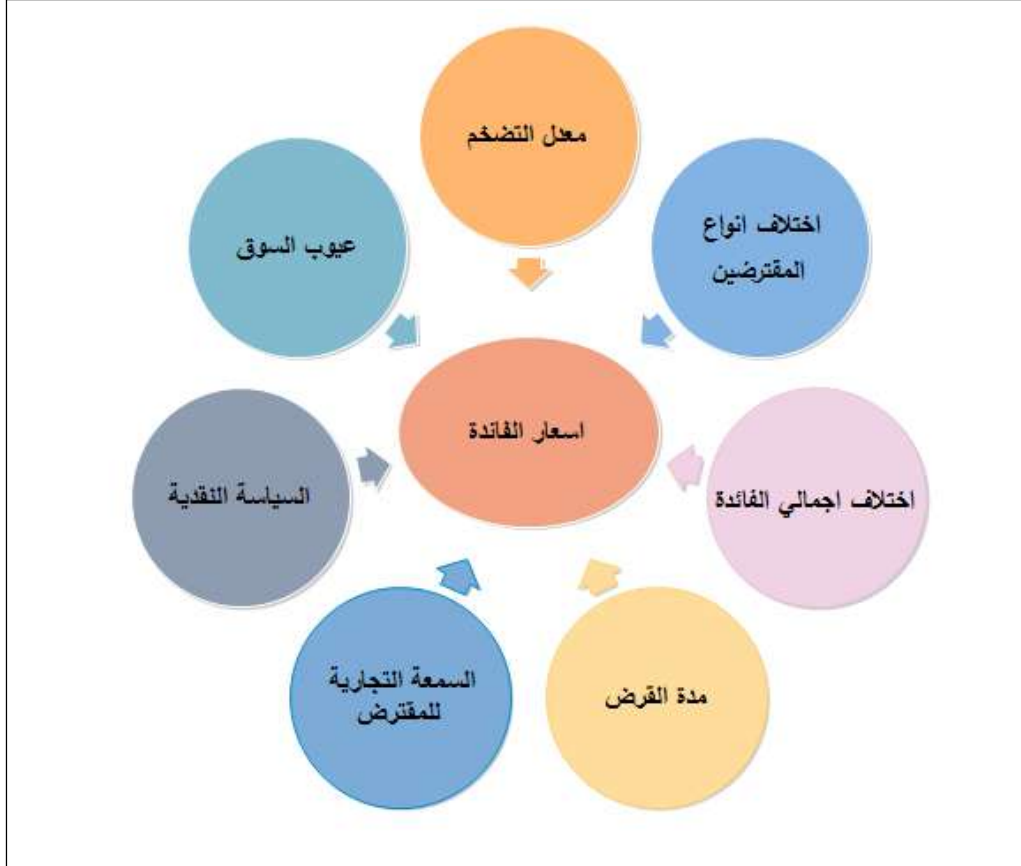 معدل التضخم
اختلاف انواع
المقترضين
اختلاف اجمالي الفائدة
مدة القرض
السمعة التجارية
للمقترض
السياسة النقدية
عيوب السوق
اسعار الفائدة